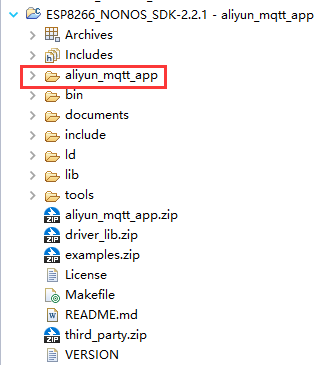 ESP8266_NONOS_SDK-2.2.1 - aliyun_mqtt_app
Archives
Includes
aliyun_mqtt_app
bin
documents
include
ld
lib
tools
aliyun_mqtt_app.zip
driver_lib.zip
examples.zip
License
Makefile
README.md
third_party.zip
VERSION